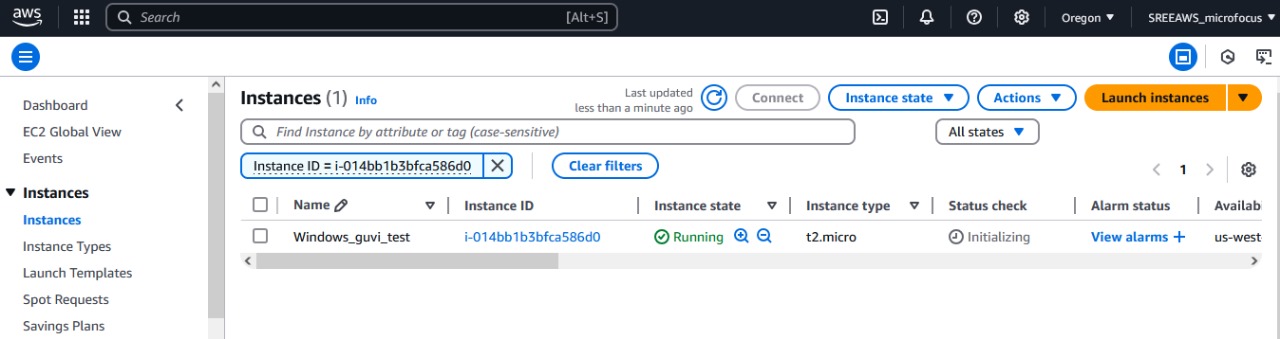 aws
Search [Alt+S]
Oregon ▼ SREEAWS_microfocus ▼
Dashboard
EC2 Global View
Events
Instances
Instances
Instance Types
Launch Templates
Spot Requests
Savings Plans
Instances (1) Info
Last updated
less than a minute ago
Connect
Instance state
Actions
Launch instances
Find Instance by attribute or tag (case-sensitive)
All states
Instance ID = i-014bb1b3bfca586d0
Clear filters
1
Name Instance ID Instance state Instance type Status check Alarm status Availabi
Windows_guvi_test i-014bb1b3bfca586d0 Running t2.micro Initializing View alarms + us-west